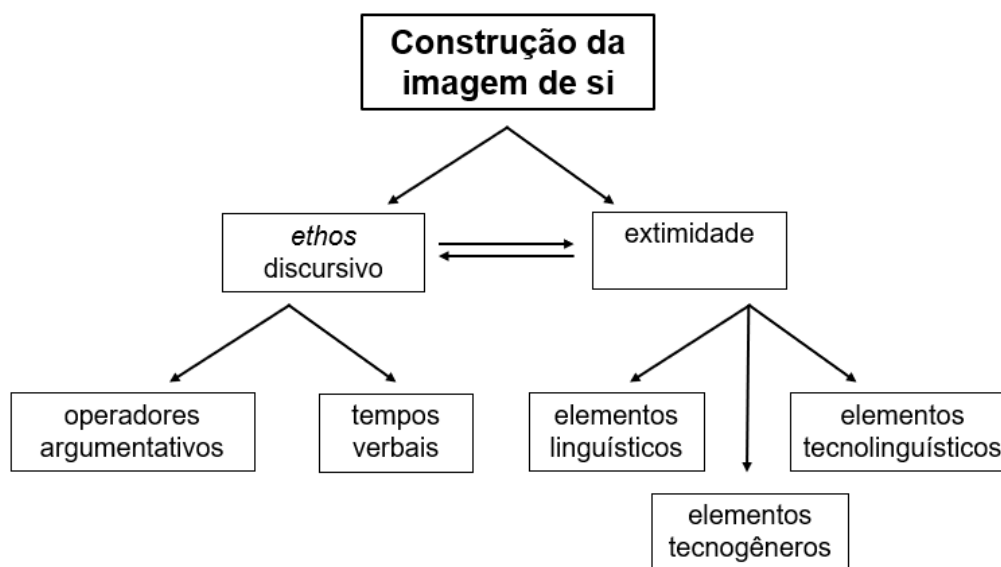 Construção da
imagem de si
ethos
discursivo
extimidade
operadores
argumentativos
tempos
verbais
elementos
linguísticos
elementos
tecnolinguísticos
elementos
tecnogêneros